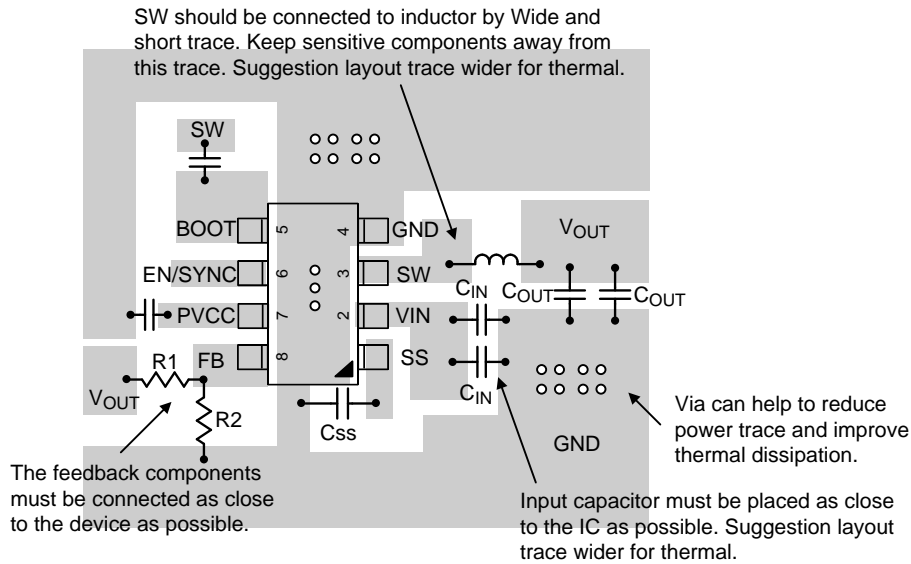 SW should be connected to inductor by Wide and
short trace. Keep sensitive components away from
this trace. Suggestion layout trace wider for thermal.
SW
BOOT
5
4
GND
VOUT
EN/SYNC
6
3
SW
CIN
COUT
COUT
PVCC
7
2
VIN
R1
FB
8
SS
CIN
VOUT
R2
CSS
Via can help to reduce
power trace and improve
thermal dissipation.
GND
The feedback components
must be connected as close
to the device as possible.
Input capacitor must be placed as close
to the IC as possible. Suggestion layout
trace wider for thermal.